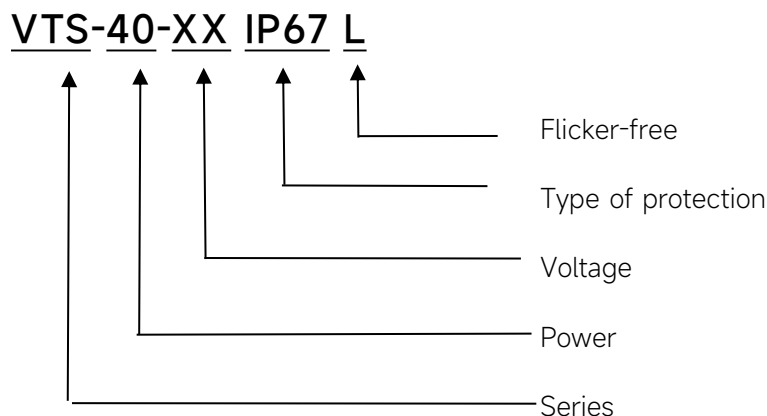 VTS-40-XX IP67 L
Flicker-free
Type of protection
Voltage
Power
Series